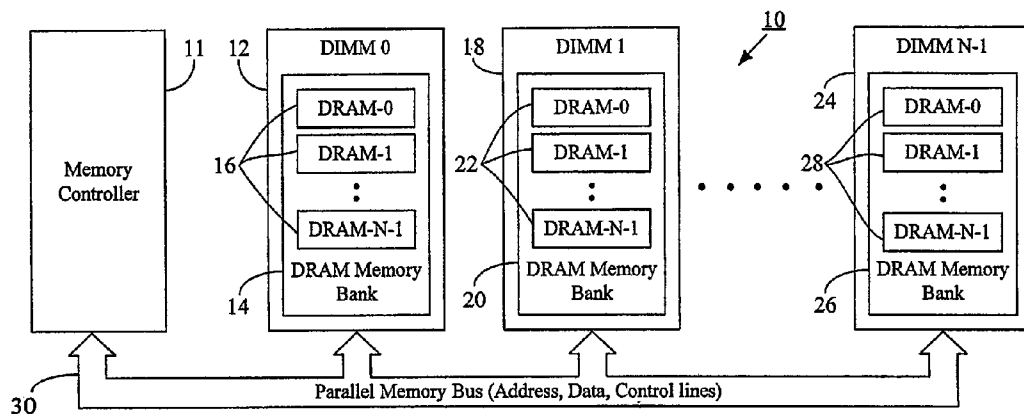 10
11
Memory
Controller
12
DIMM 0
DRAM-0
16
DRAM-1
DRAM-N-1
14
DRAM Memory
Bank
18
DIMM 1
DRAM-0
22
DRAM-1
DRAM-N-1
20
DRAM Memory
Bank
DIMM N-1
24
DRAM-0
28
DRAM-1
DRAM-N-1
26
DRAM Memory
Bank
30
Parallel Memory Bus (Address, Data, Control lines)